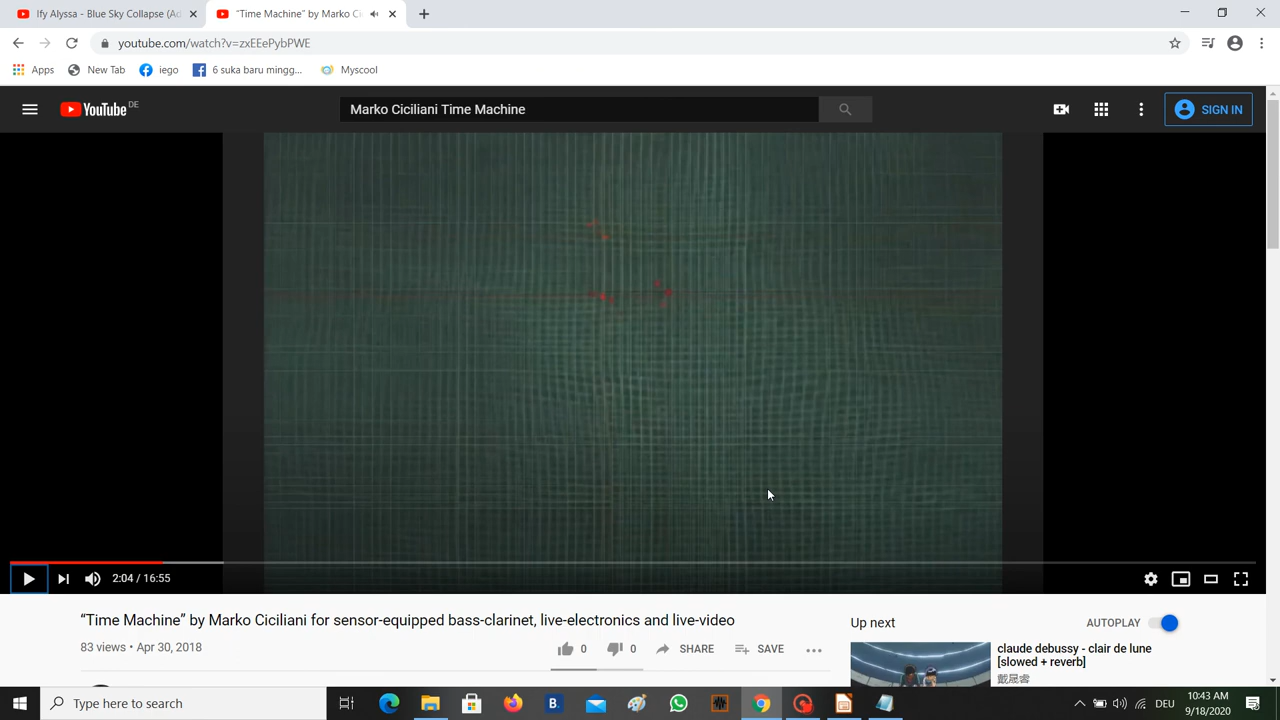 Ify Alyssa - Blue Sky Collapse (Ad
"Time Machine" by Marko Ci
youtube.com/watch?v=zxEEePybPWE
Apps
New Tab
iego
6 suka baru mingg...
Myscool
YouTube DE
Marko Ciciliani Time Machine
SIGN IN
2:04 / 16:55
“Time Machine” by Marko Ciciliani for sensor-equipped bass-clarinet, live-electronics and live-video
83 views • Apr 30, 2018
0
0
SHARE
SAVE
Up next
AUTOPLAY
claude debussy - clair de lune
[slowed + reverb]
戴展睿
Type here to search
B
DEU
10:43 AM
9/18/2020